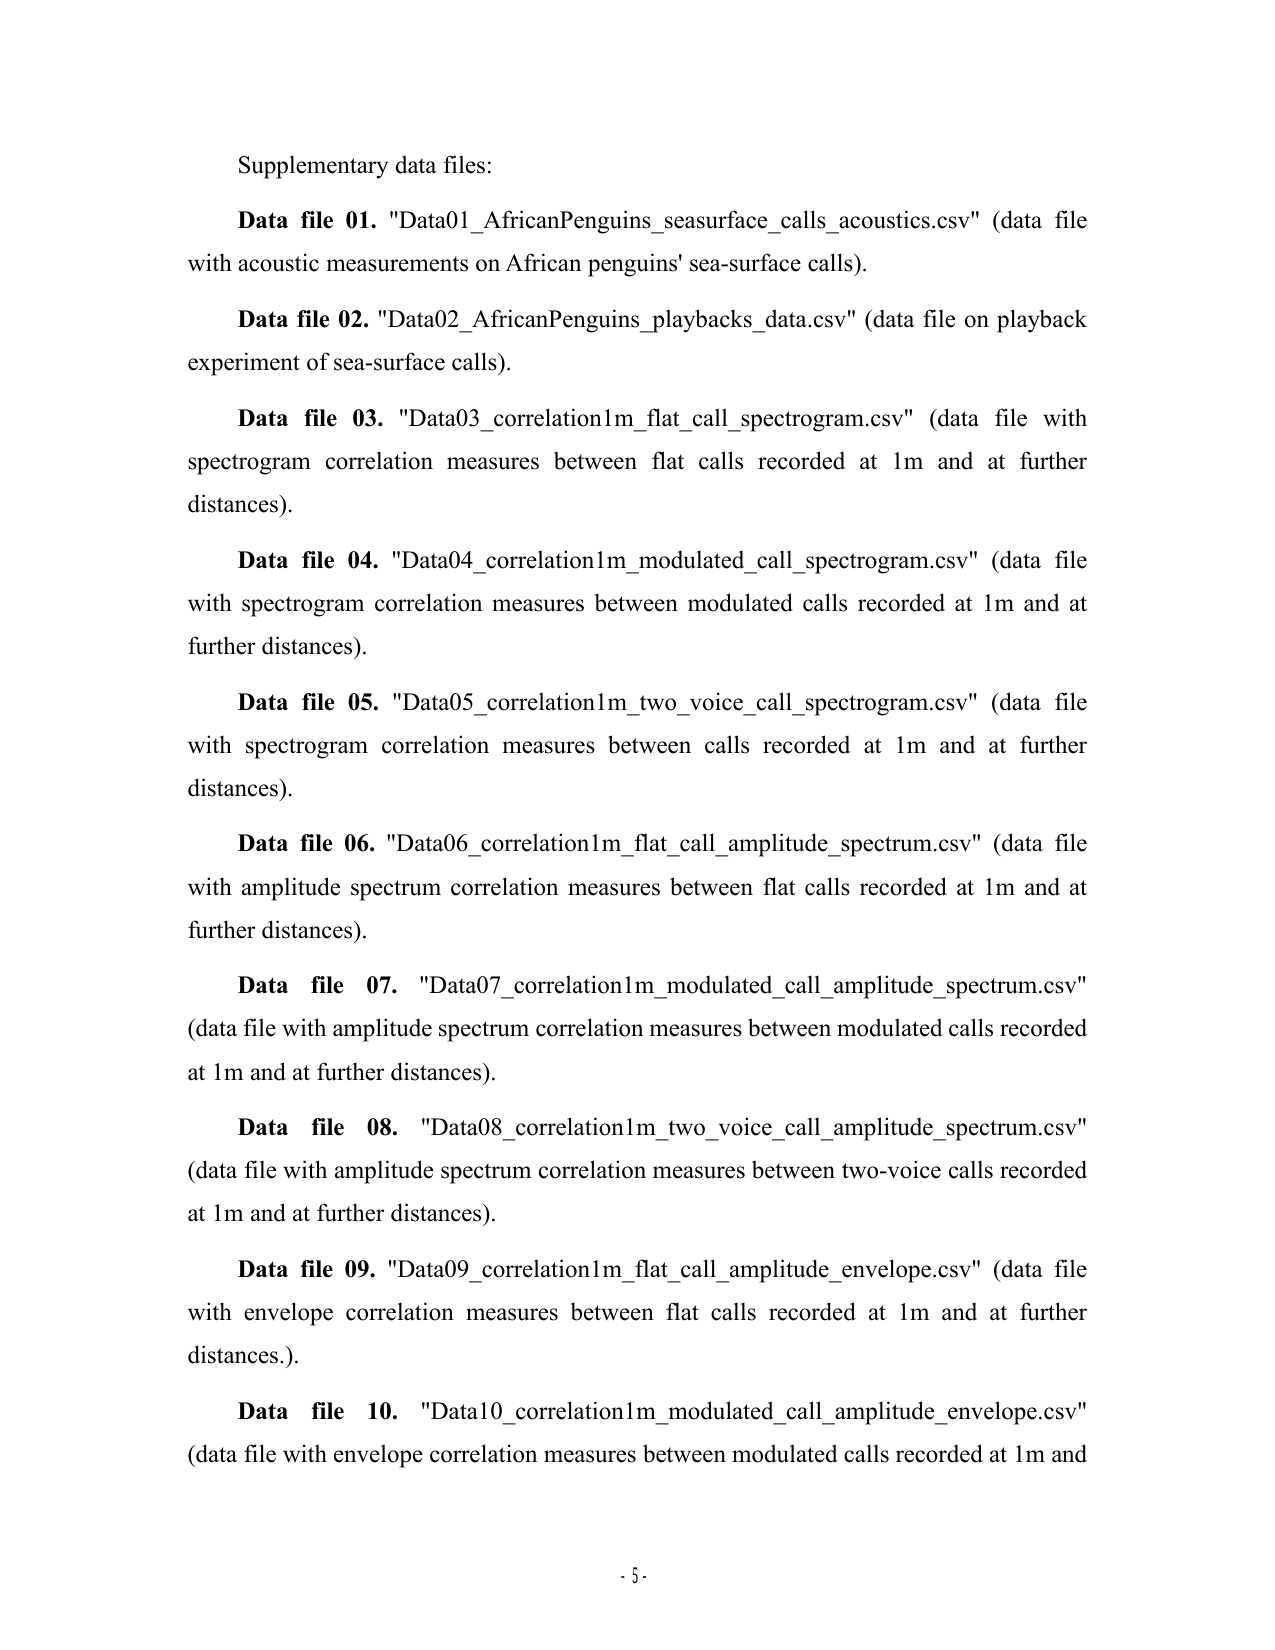 Supplementary data files:
Data file 01. "Data01_AfricanPenguins_seasurface_calls_acoustics.csv" (data file
with acoustic measurements on African penguins' sea-surface calls).
Data file 02. "Data02_AfricanPenguins_playbacks_data.csv" (data file on playback
experiment of sea-surface calls).
Data file 03. "Data03_correlation1m_flat_call_spectrogram.csv" (data file with
spectrogram correlation measures between flat calls recorded at 1m and at further
distances).
Data file 04. "Data04_correlation1m_modulated_call_spectrogram.csv" (data file
with spectrogram correlation measures between modulated calls recorded at 1m and at
further distances).
Data file 05. "Data05_correlation1m_two_voice_call_spectrogram.csv" (data file
with spectrogram correlation measures between calls recorded at 1m and at further
distances).
Data file 06. "Data06_correlation1m_flat_call_amplitude_spectrum.csv" (data file
with amplitude spectrum correlation measures between flat calls recorded at 1m and at
further distances).
Data file 07. "Data07_correlation1m_modulated_call_amplitude_spectrum.csv"
(data file with amplitude spectrum correlation measures between modulated calls recorded
at 1m and at further distances).
Data file 08. "Data08_correlation1m_two_voice_call_amplitude_spectrum.csv"
(data file with amplitude spectrum correlation measures between two-voice calls recorded
at 1m and at further distances).
Data file 09. "Data09_correlation1m_flat_call_amplitude_envelope.csv" (data file
with envelope correlation measures between flat calls recorded at 1m and at further
distances.).
Data file 10. "Data10_correlation1m_modulated_call_amplitude_envelope.csv"
(data file with envelope correlation measures between modulated calls recorded at 1m and
- 5 -